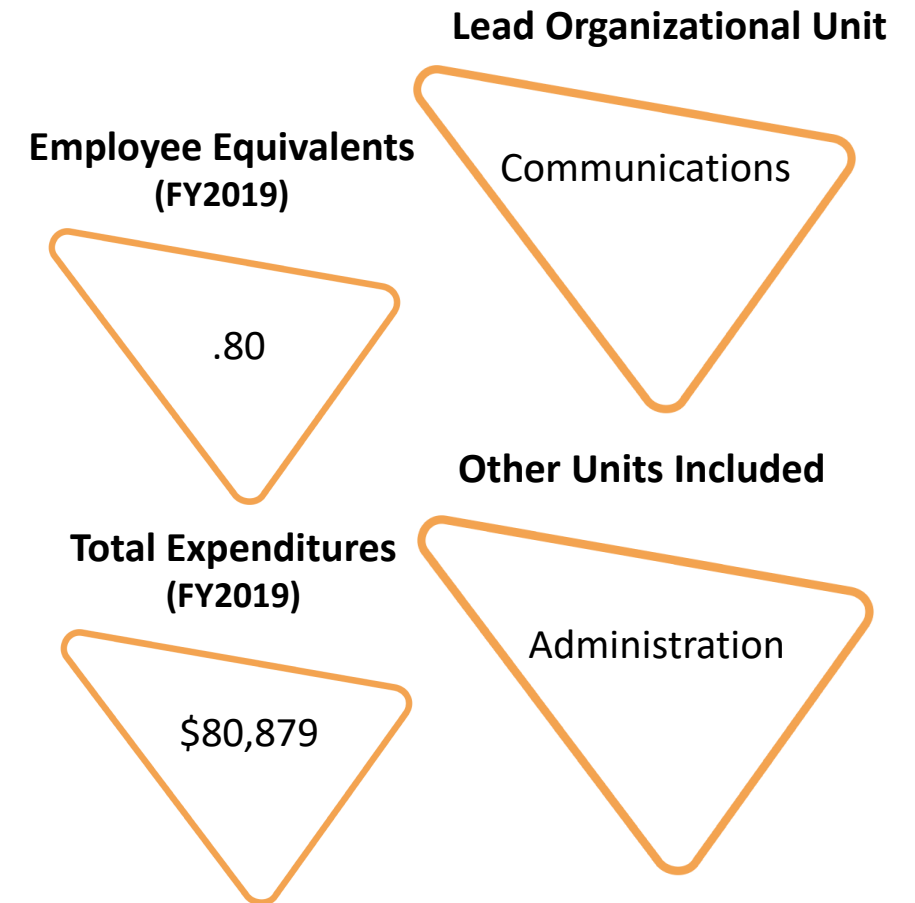 Lead Organizational Unit
Communications
Employee Equivalents
(FY2019)
.80
Other Units Included
Administration
Total Expenditures
(FY2019)
$80,879